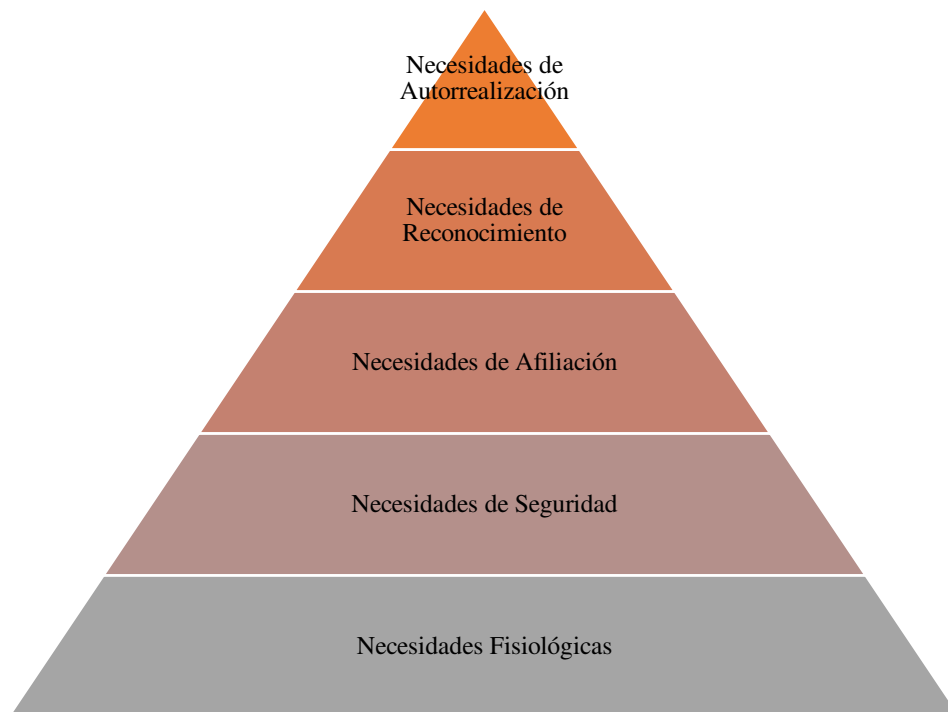 Necesidades de
Autorrealización
Necesidades de
Reconocimiento
Necesidades de Afiliación
Necesidades de Seguridad
Necesidades Fisiológicas